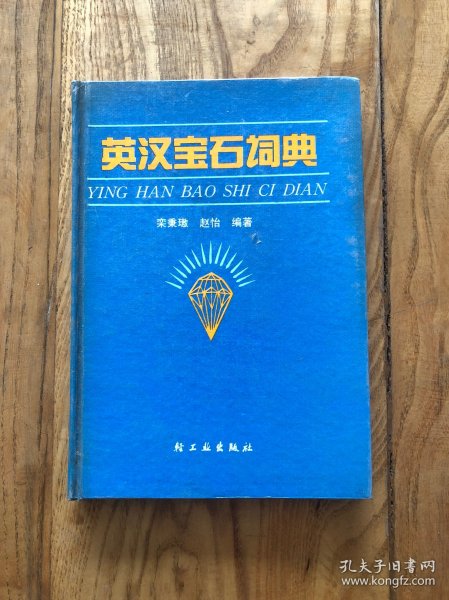 英汉宝石词典
YING HAN BAO SHI CI DIAN
栾秉璈 赵怡 编著
轻工业出版社
孔夫子旧书网
www.kongfz.com